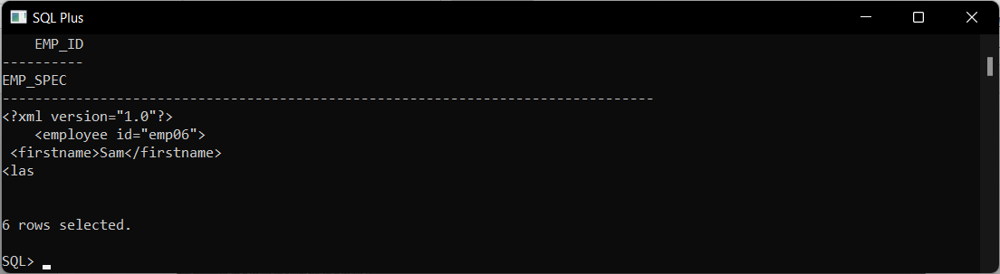 SQL Plus
    EMP_ID
----------
EMP_SPEC
--------------------------------------------------------------------------------
<?xml version="1.0"?>
    <employee id="emp06">
 <firstname>Sam</firstname>
<las
6 rows selected.
SQL>